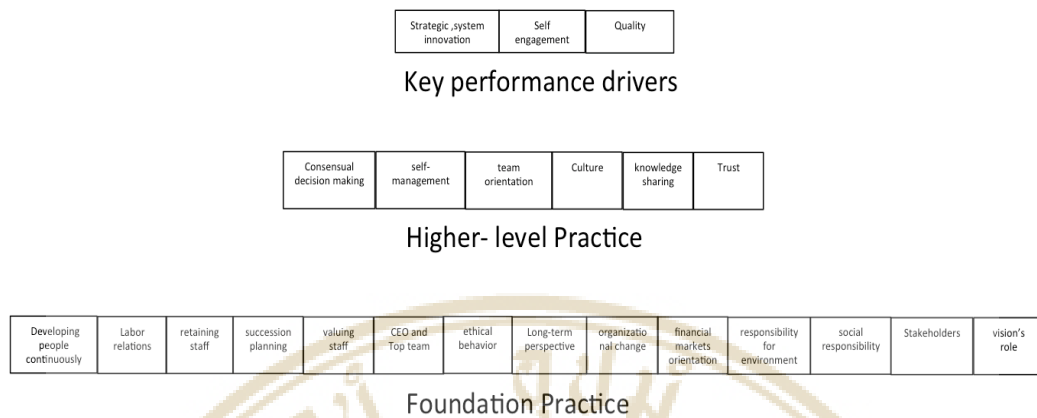 Strategic ,system Self Quality
innovation engagement
Key performance drivers
Consensual self- team Culture knowledge Trust
decision making management orientation sharing
Higher- level Practice
Developing Labor retaining succession valuing CEO and ethical Long-term organizatio financial responsibility social Stakeholders vision's
people relations staff planning staff Top team behavior perspective nal change markets for responsibility role
continuously orientation environment
Foundation Practice